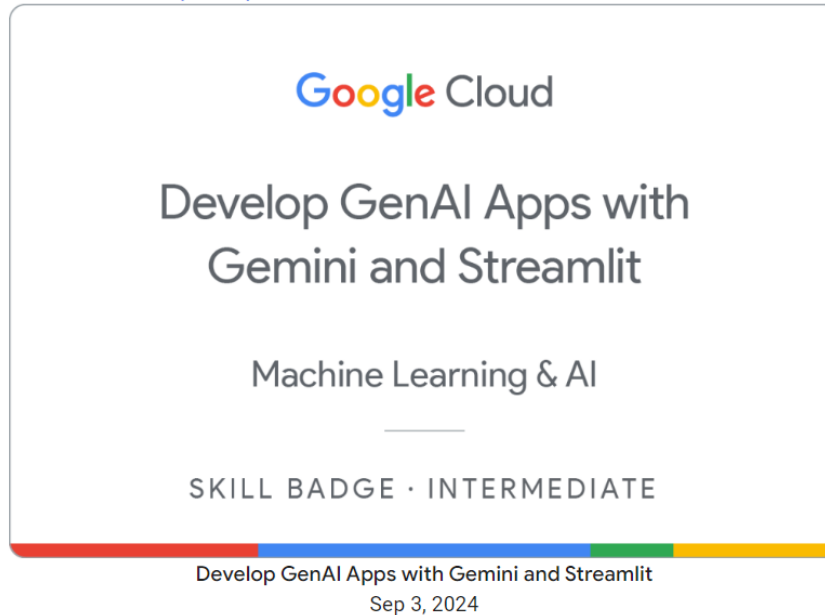 Google Cloud
Develop GenAI Apps with
Gemini and Streamlit
Machine Learning & AI
SKILL BADGE · INTERMEDIATE
Develop GenAI Apps with Gemini and Streamlit
Sep 3, 2024